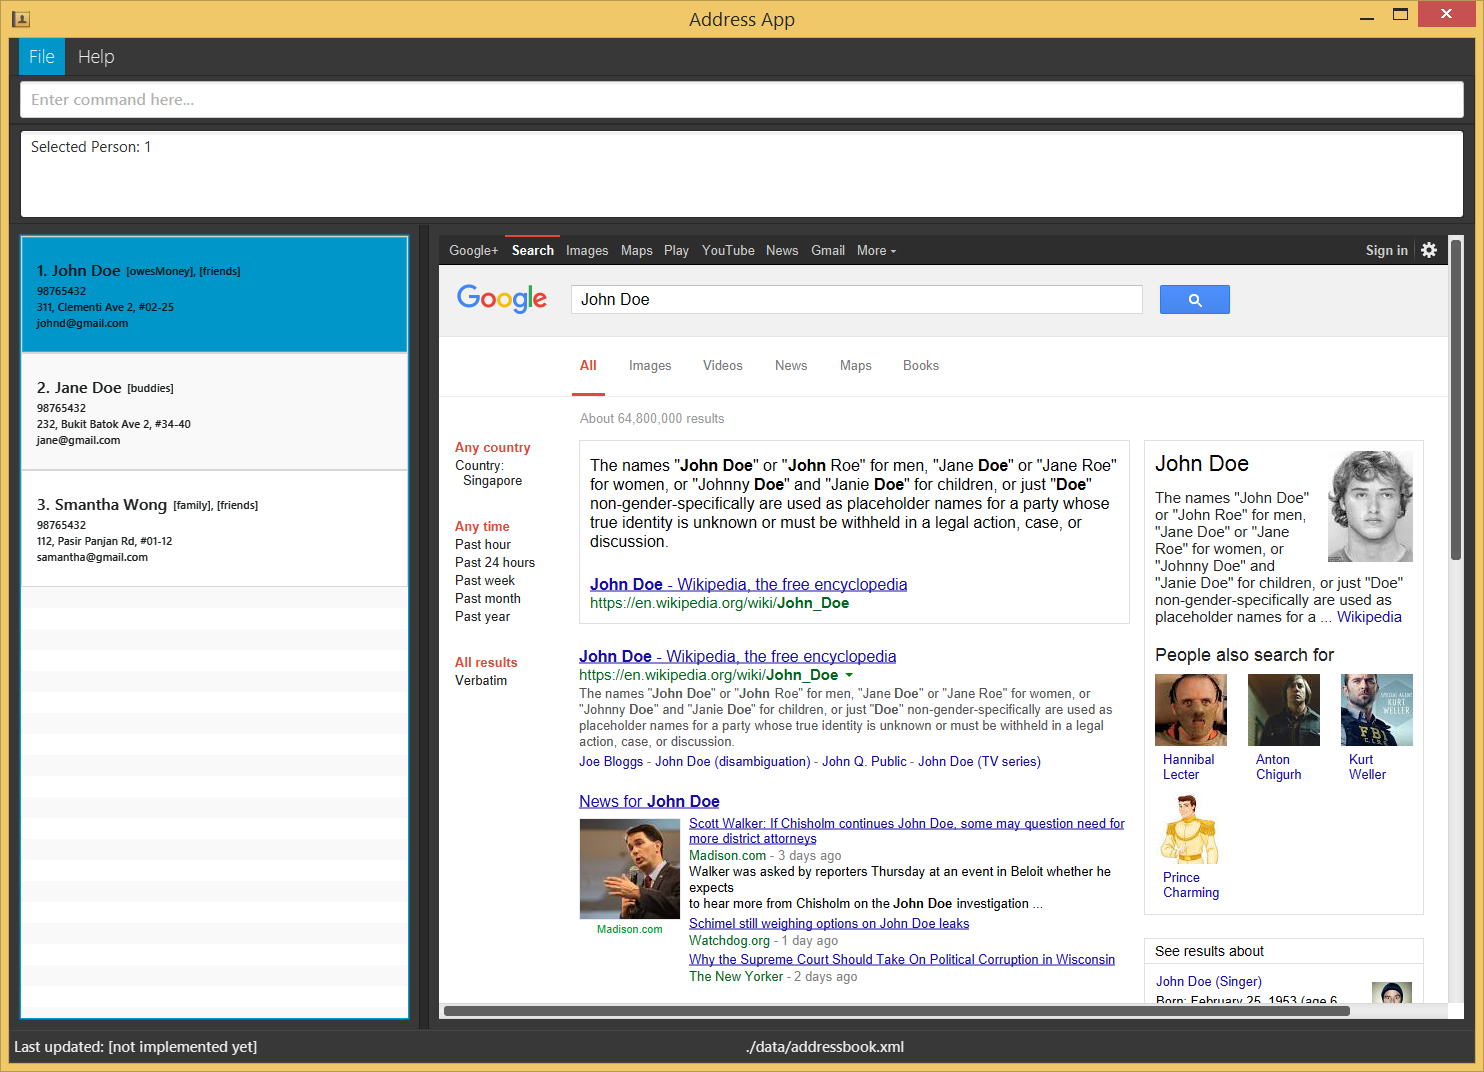 Address App
File Help
Enter command here...
Selected Person: 1
1. John Doe [owesMoney], [friends]
98765432
311, Clementi Ave 2, #02-25
johnd@gmail.com
2. Jane Doe [buddies]
98765432
232, Bukit Batok Ave 2, #34-40
jane@gmail.com
3. Smantha Wong [family], [friends]
98765432
112, Pasir Panjan Rd, #01-12
samantha@gmail.com
Google+ Search Images Maps Play YouTube News Gmail More Sign in
Google John Doe
All Images Videos News Maps Books
About 64,800,000 results
Any country
Country:
Singapore
Any time
Past hour
Past 24 hours
Past week
Past month
Past year
All results
Verbatim
The names "John Doe" or "John Roe" for men, "Jane Doe" or "Jane Roe"
for women, or "Johnny Doe" and "Janie Doe" for children, or just "Doe"
non-gender-specifically are used as placeholder names for a party whose
true identity is unknown or must be withheld in a legal action, case, or
discussion.
John Doe - Wikipedia, the free encyclopedia
https://en.wikipedia.org/wiki/John_Doe
John Doe - Wikipedia, the free encyclopedia
https://en.wikipedia.org/wiki/John_Doe
The names "John Doe" or "John Roe" for men, "Jane Doe" or "Jane Roe" for women, or
"Johnny Doe" and "Janie Doe" for children, or just "Doe" non-gender-specifically are used as
placeholder names for a party whose true identity is unknown or must be withheld in a legal
action, case, or discussion.
Joe Bloggs - John Doe (disambiguation) - John Q. Public - John Doe (TV series)
News for John Doe
Scott Walker: If Chisholm continues John Doe, some may question need for
more district attorneys
Madison.com - 3 days ago
Walker was asked by reporters Thursday at an event in Beloit whether he
expects
to hear more from Chisholm on the John Doe investigation ...
Madison.com
Schimel still weighing options on John Doe leaks
Watchdog.org - 1 day ago
Why the Supreme Court Should Take On Political Corruption in Wisconsin
The New Yorker - 2 days ago
John Doe
The names "John Doe"
or "John Roe" for men,
"Jane Doe" or "Jane
Roe" for women, or
"Johnny Doe" and
"Janie Doe" for children, or just "Doe"
non-gender-specifically are used as
placeholder names for a ... Wikipedia
People also search for
SPECIAL AGENT
KURT
WELLER
FBI
Hannibal
Lecter
Anton
Chigurh
Kurt
Weller
Prince
Charming
See results about
John Doe (Singer)
Born: February 25, 1953 (age 6
Last updated: [not implemented yet] ./data/addressbook.xml